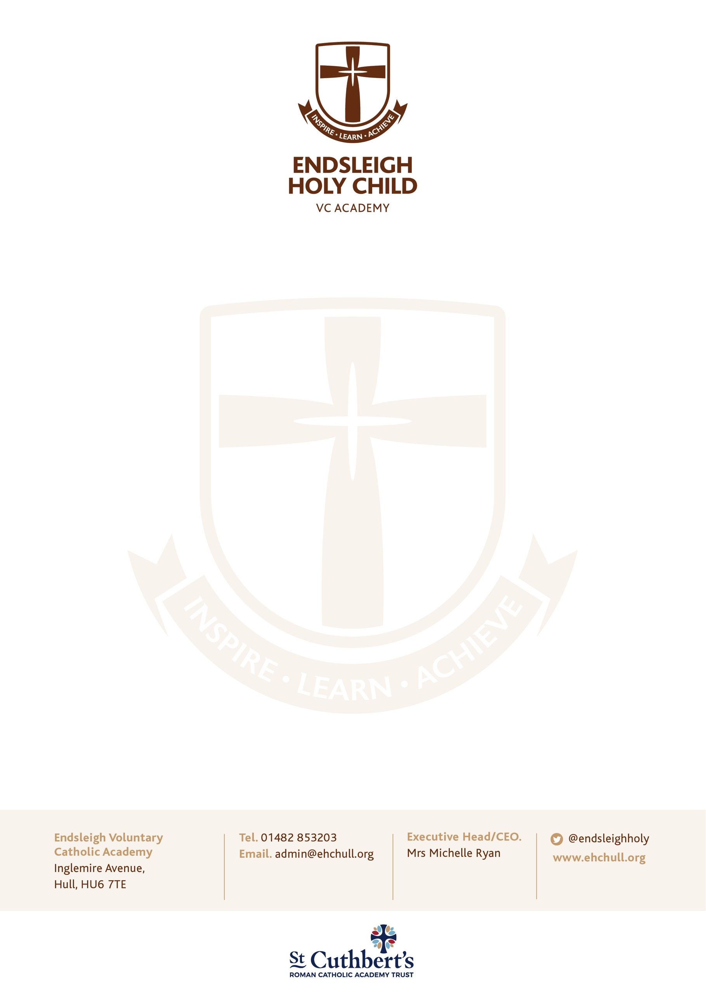 INSPIRE • LEARN • ACHIEVE
ENDSLEIGH
HOLY CHILD
VC ACADEMY
INSPIRE • LEARN • ACHIEVE
Endsleigh Voluntary
Catholic Academy
Inglemire Avenue,
Hull, HU6 7TE
Tel. 01482 853203
Email. admin@ehchull.org
Executive Head/CEO.
Mrs Michelle Ryan
@endsleighholy
www.ehchull.org
St Cuthbert's
ROMAN CATHOLIC ACADEMY TRUST